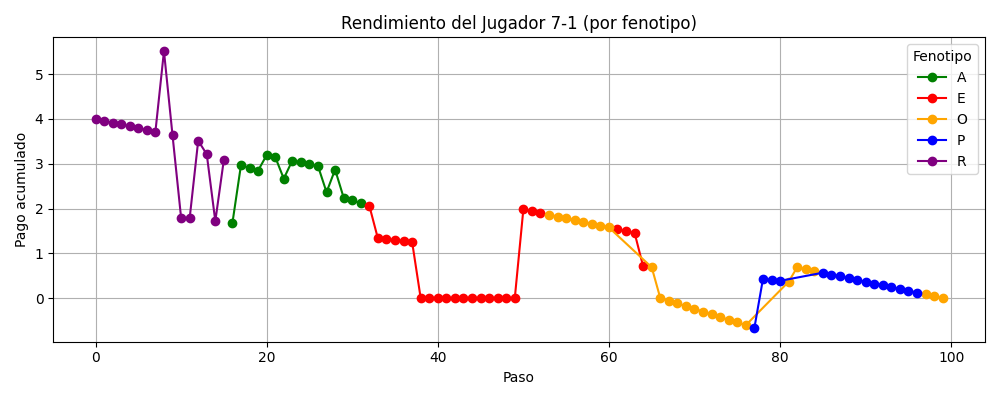 Rendimiento del Jugador 7-1 (por fenotipo)
Pago acumulado
5
4
3
2
1
0
0
20
40
60
80
100
Paso
Fenotipo
A
E
O
P
R